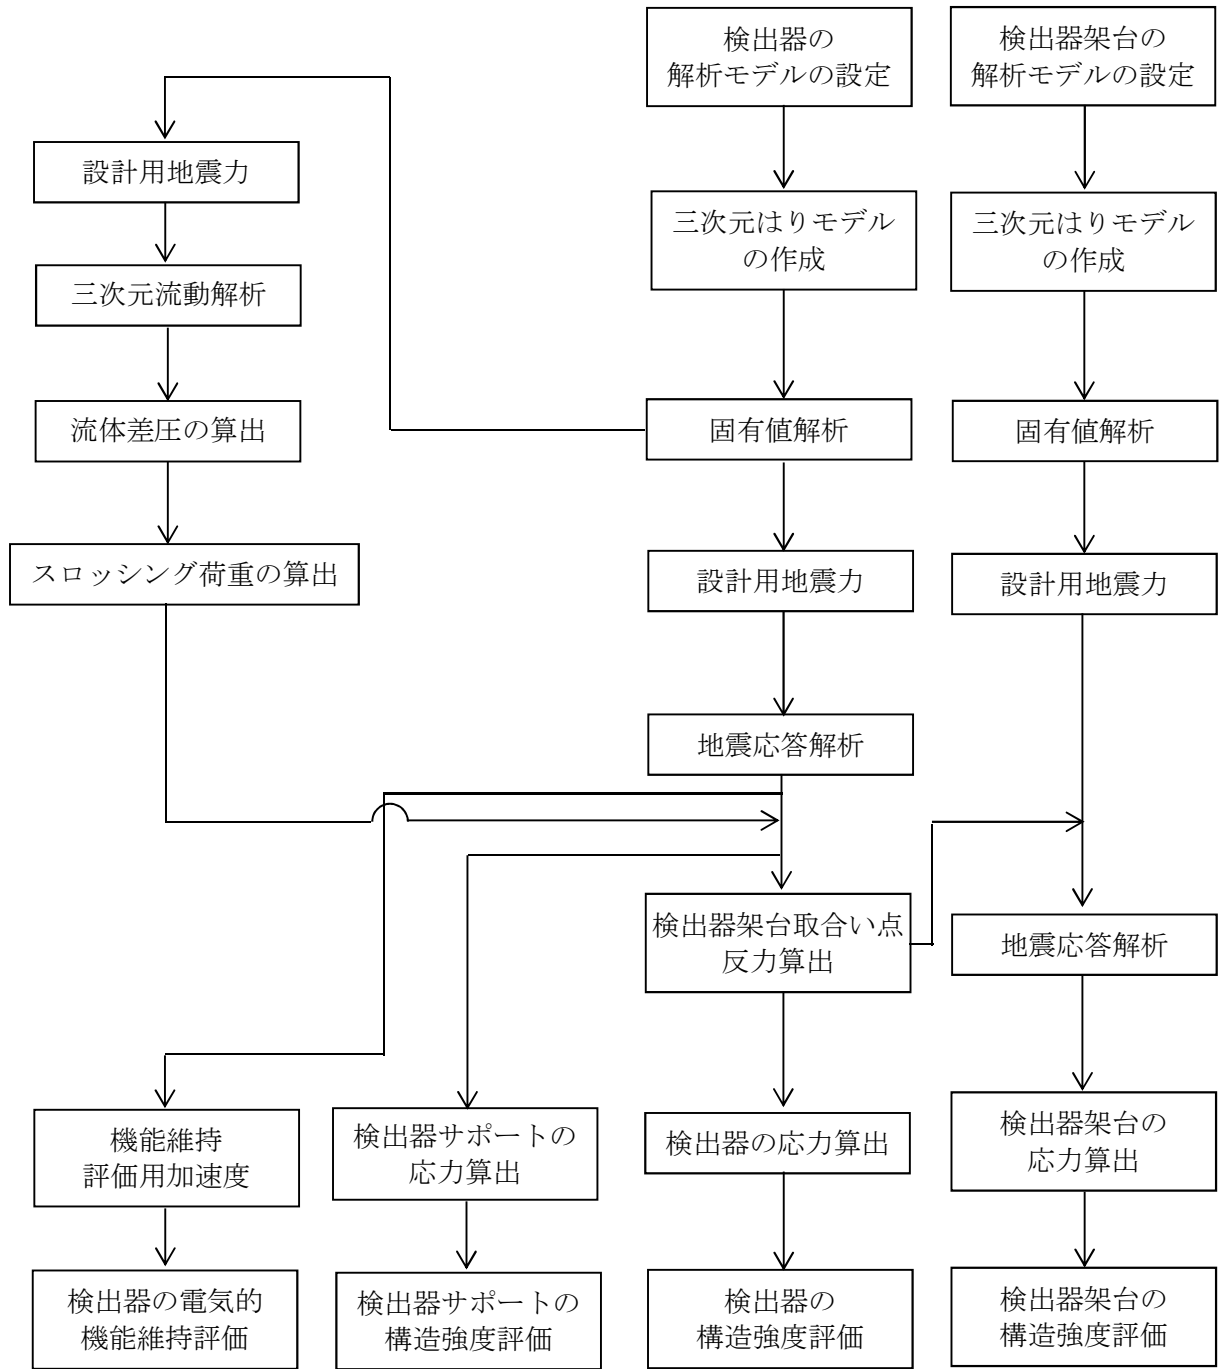 検出器の
解析モデルの設定
検出器架台の
解析モデルの設定
設計用地震力
三次元はりモデル
の作成
三次元はりモデル
の作成
三次元流動解析
流体差圧の算出
固有値解析
固有値解析
スロッシング荷重の算出
設計用地震力
設計用地震力
地震応答解析
検出器架台取合い点
反力算出
地震応答解析
機能維持
評価用加速度
検出器サポートの
応力算出
検出器の応力算出
検出器架台の
応力算出
検出器の電気的
機能維持評価
検出器サポートの
構造強度評価
検出器の
構造強度評価
検出器架台の
構造強度評価